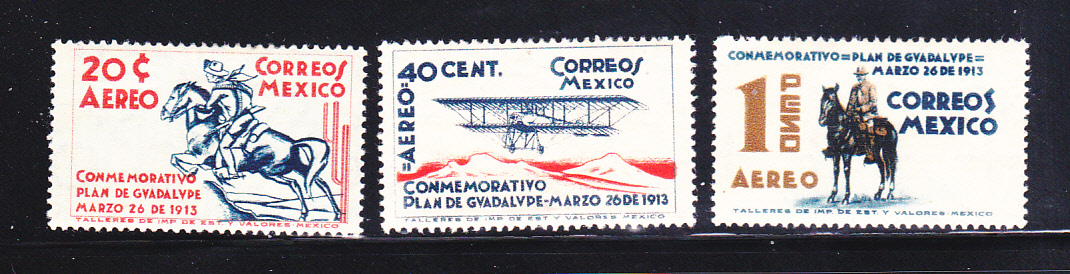 20¢
AEREO
CORREOS
MEXICO
CONMEMORATIVO
PLAN DE GVADALVPE
MARZO 26 DE 1913
TALLERES DE IMP. DE EST. Y VALORES-MEXICO
=AEREO= 40 CENT.
CORREOS
MEXICO
CONMEMORATIVO
PLAN DE GVADALVPE-MARZO 26 DE 1913
TALLERES DE IMP. DE EST. Y VALORES-MEXICO
CONMEMORATIVO=PLAN DE GVADALVPE=
MARZO 26 DE 1913
1 PESO
CORREOS
MEXICO
AEREO
TALLERES DE IMP. DE EST. Y VALORES-MEXICO